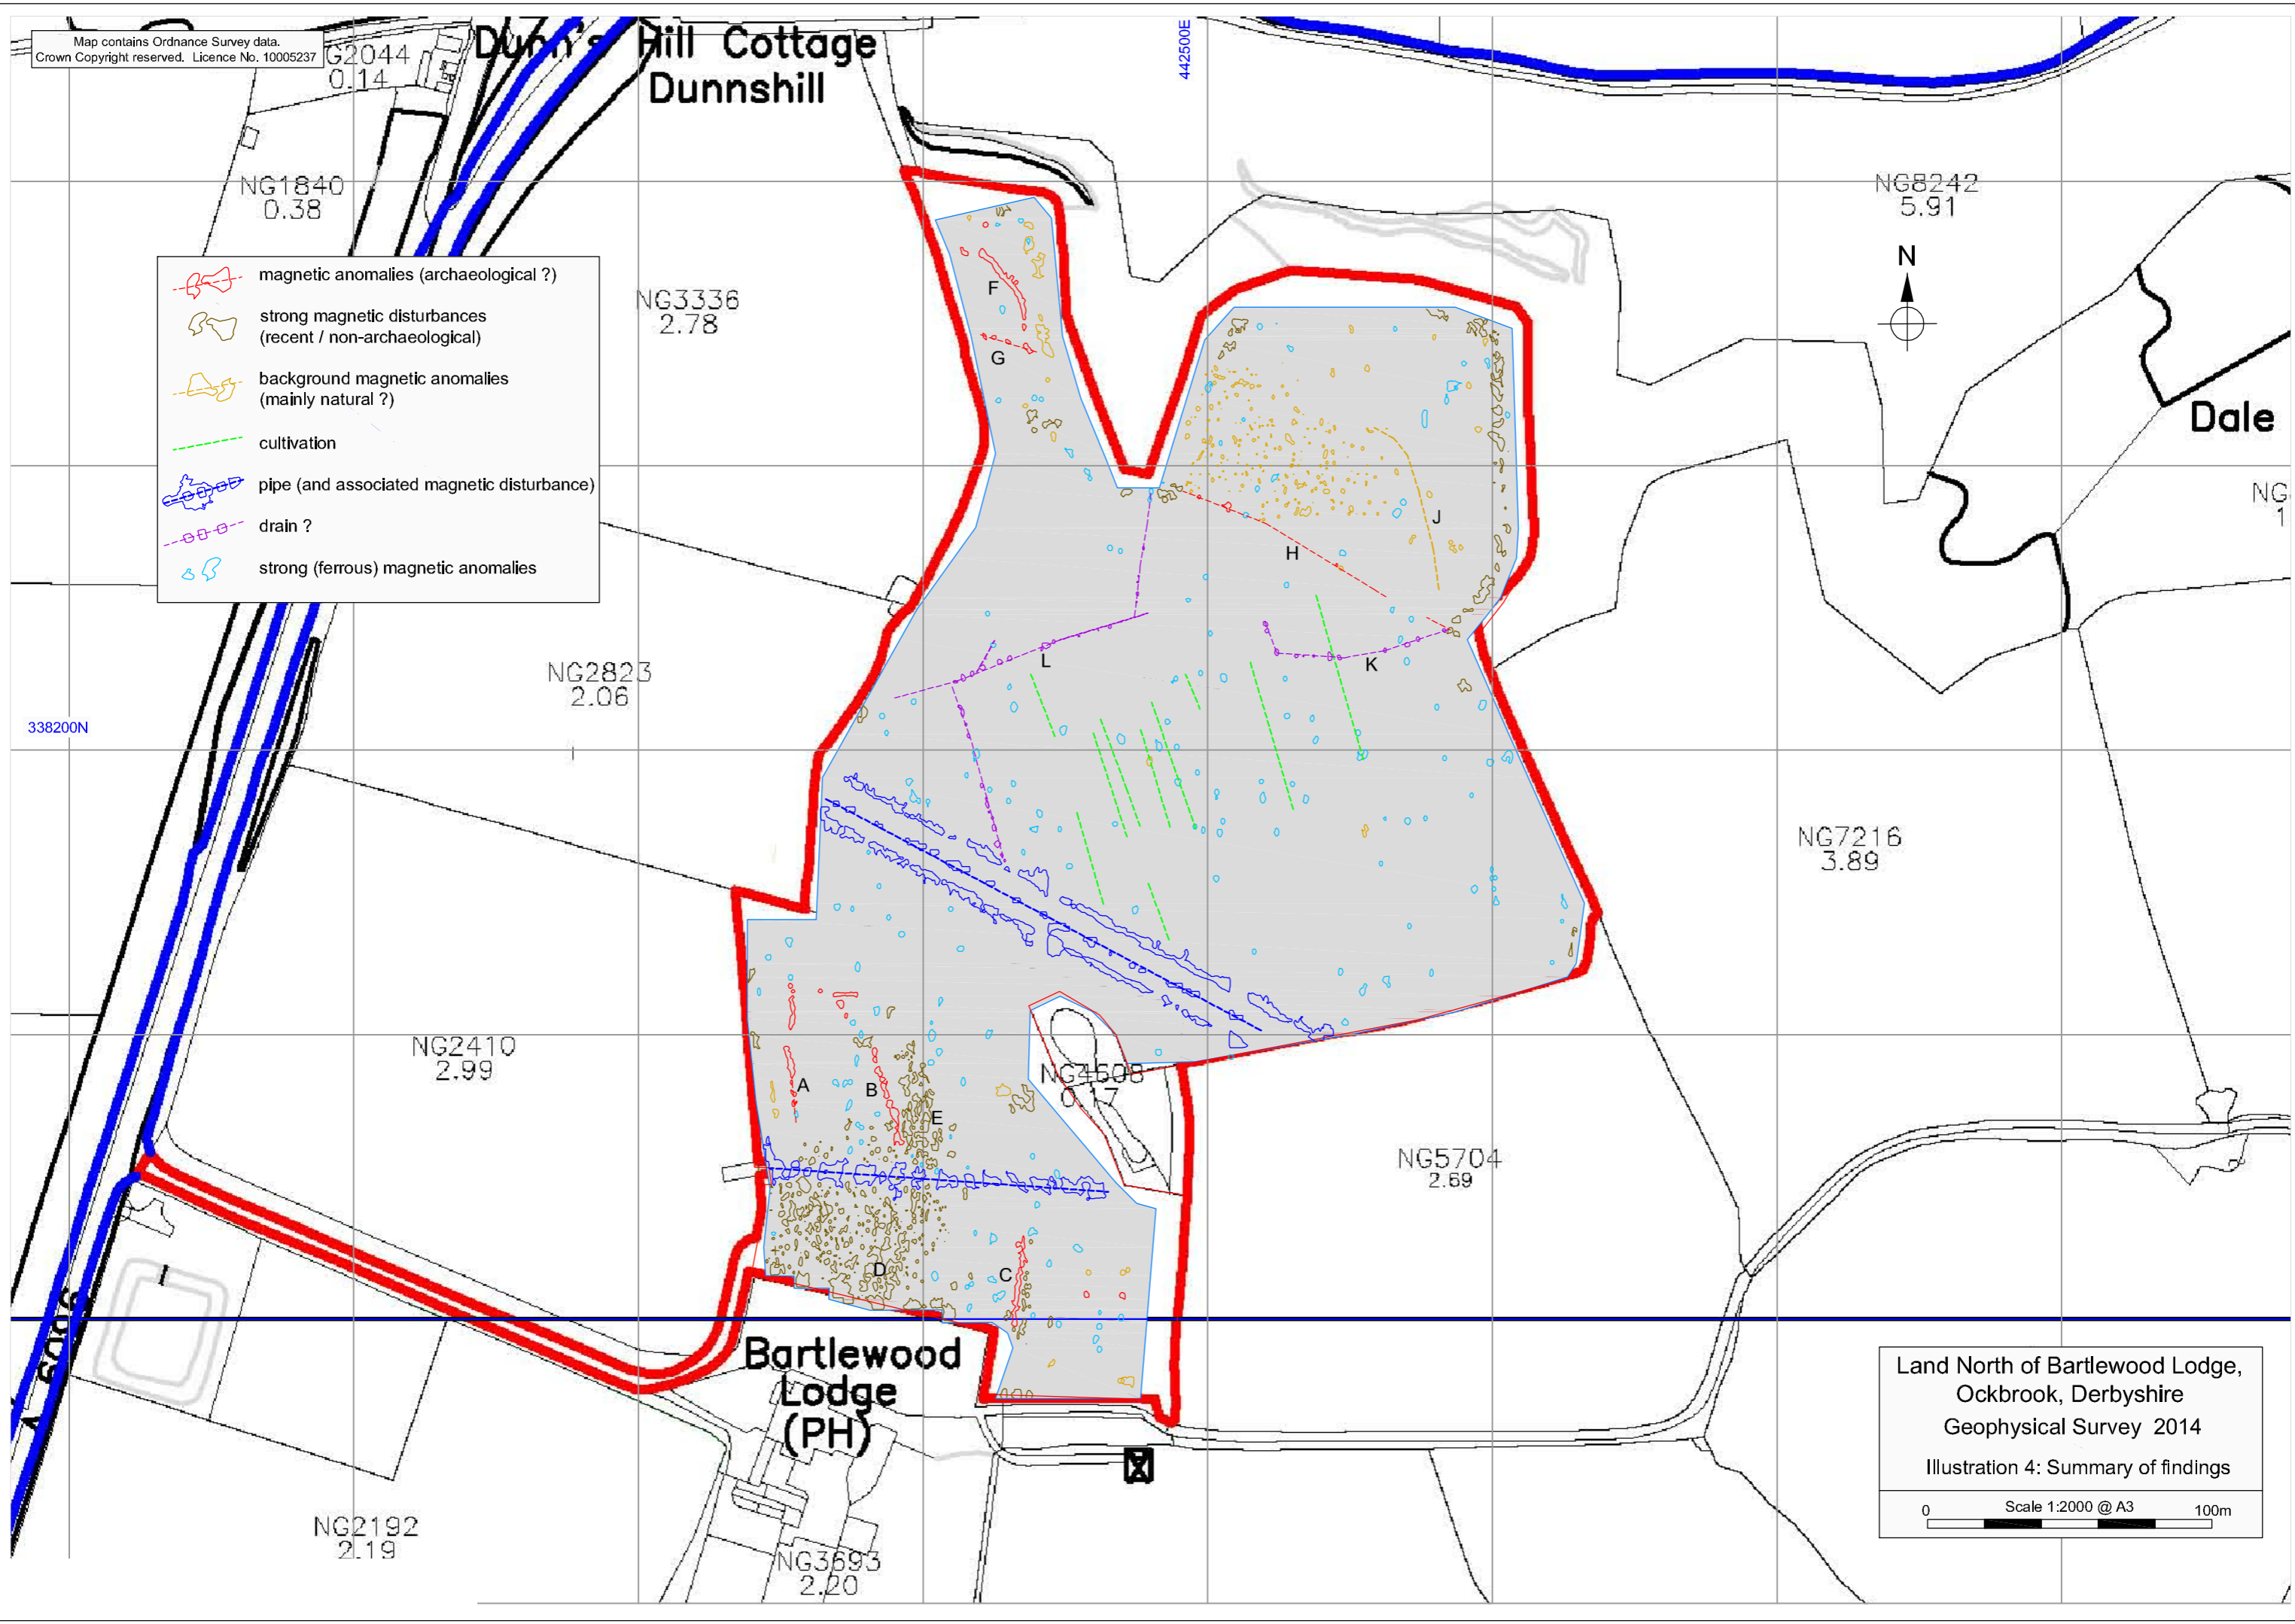 Map contains Ordnance Survey data.
Crown Copyright reserved. Licence No. 10005237
G2044
0.14
Dunn's Hill Cottage
Dunnshill
442500E
NG1840
0.38
NG8242
5.91
N
magnetic anomalies (archaeological ?)
strong magnetic disturbances
(recent / non-archaeological)
background magnetic anomalies
(mainly natural ?)
cultivation
pipe (and associated magnetic disturbance)
drain ?
strong (ferrous) magnetic anomalies
NG3336
2.78
F
G
Dale
NG
1
J
H
L
K
NG2823
2.06
338200N
NG7216
3.89
NG2410
2.99
A
B
E
NG4608
0.17
NG5704
2.69
D
C
A 6096
Bartlewood
Lodge
(PH)
Land North of Bartlewood Lodge,
Ockbrook, Derbyshire
Geophysical Survey 2014
Illustration 4: Summary of findings
0 Scale 1:2000 @ A3 100m
NG2192
2.19
NG3693
2.20